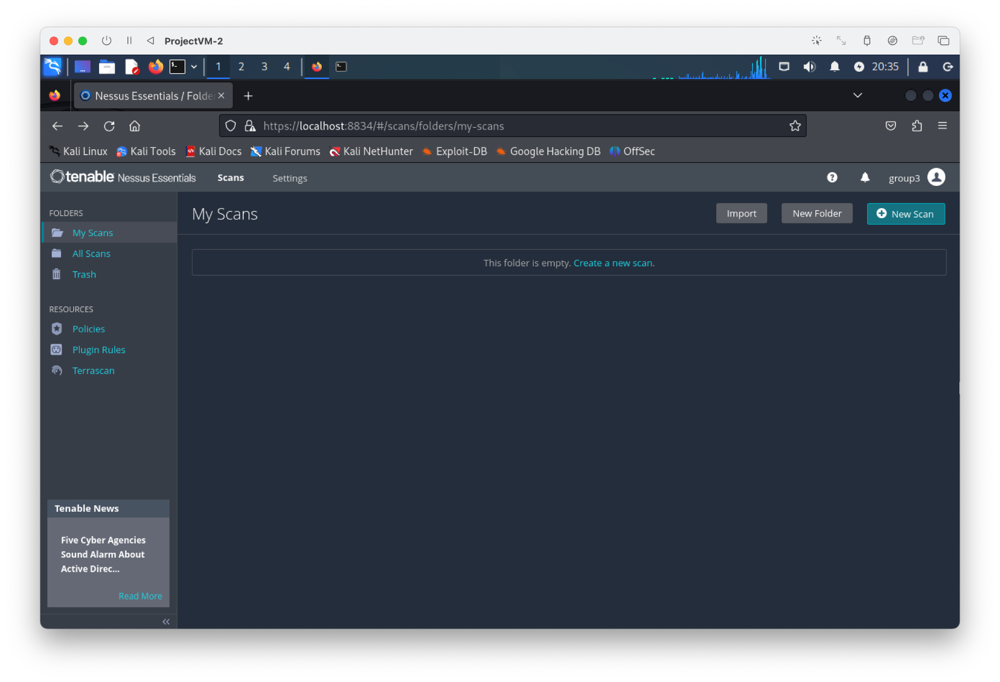 ProjectVM-2
1 2 3 4
20:35
Nessus Essentials / Folde
https://localhost:8834/#/scans/folders/my-scans
Kali Linux Kali Tools Kali Docs Kali Forums Kali NetHunter Exploit-DB Google Hacking DB OffSec
tenable Nessus Essentials Scans Settings group3
FOLDERS
My Scans
All Scans
Trash
RESOURCES
Policies
Plugin Rules
Terrascan
Tenable News
Five Cyber Agencies
Sound Alarm About
Active Direc...
Read More
My Scans
Import New Folder New Scan
This folder is empty. Create a new scan.